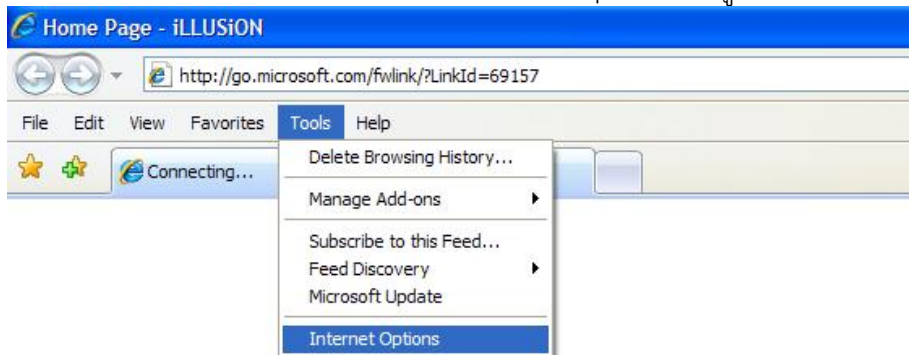 Home Page - iLLUSiON
http://go.microsoft.com/fwlink/?LinkId=69157
File Edit View Favorites Tools Help
Connecting...
Delete Browsing History...
Manage Add-ons
Subscribe to this Feed...
Feed Discovery
Microsoft Update
Internet Options